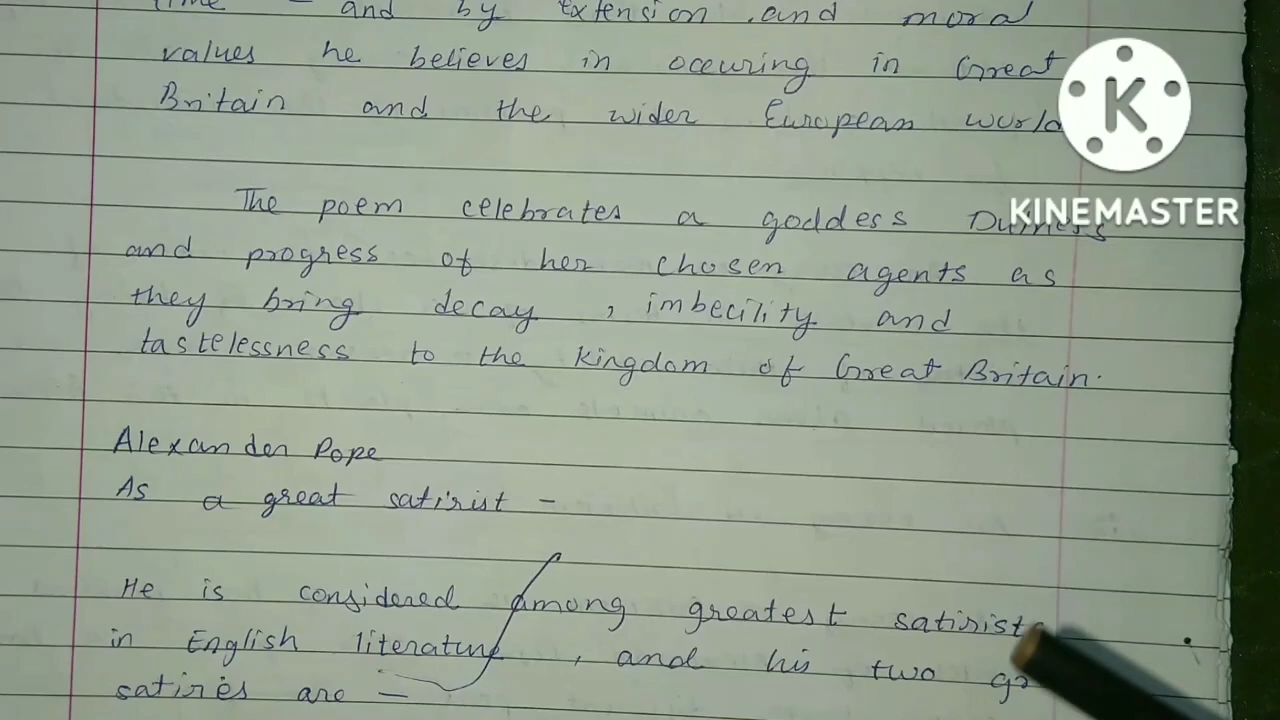 time - and by extension and moral
values he believes in occuring in Great
Britain and the wider European world
K
KINEMASTER
The poem celebrates a goddess Dulness
and progress of her chosen agents as
they bring decay, imbecility and
tastelessness to the kingdom of Great Britain.
Alexander Pope
As a great satirist -
He is considered among greatest satirists
in English literature, and his two
satires are -